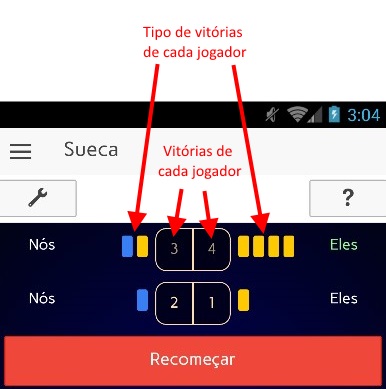 Tipo de vitórias
de cada jogador
3:04
Sueca
Vitórias de
cada jogador
?
Nós 3 4 Eles
Nós 2 1 Eles
Recomeçar